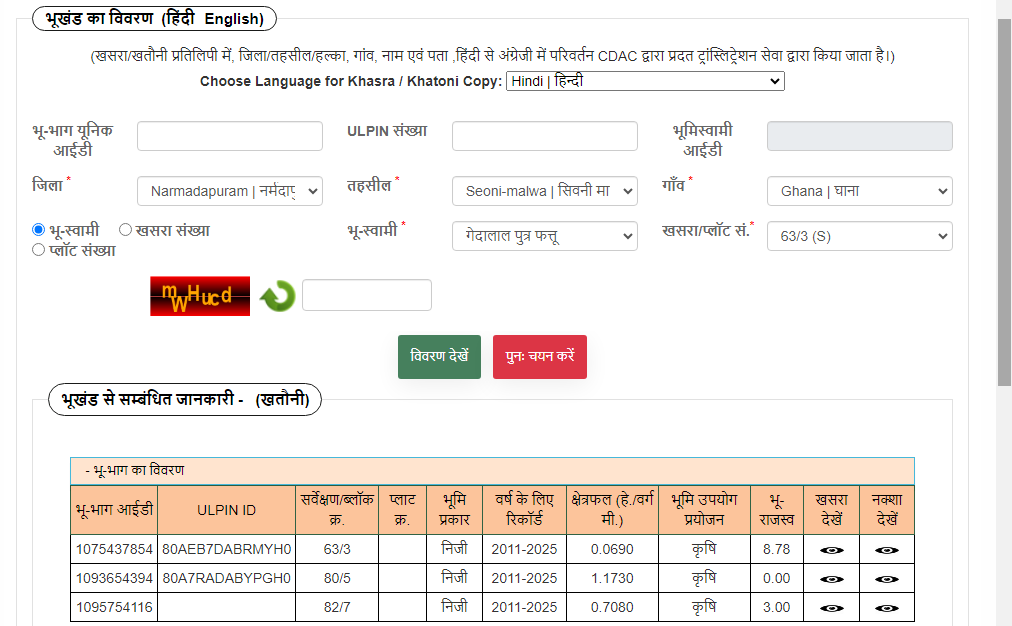 भूखंड का विवरण (हिंदी English)
(खसरा/खतौनी प्रतिलिपी में, जिला/तहसील/हल्का, गांव, नाम एवं पता ,हिंदी से अंग्रेजी में परिवर्तन CDAC द्वारा प्रदत ट्रांस्लिट्रेशन सेवा द्वारा किया जाता है।)
Choose Language for Khasra / Khatoni Copy: Hindi | हिन्दी
भू-भाग यूनिक आईडी ULPIN संख्या भूमिस्वामी आईडी
जिला * Narmadapuram | नर्मदापु तहसील * Seoni-malwa | सिवनी मा गाँव * Ghana | घाना
भू-स्वामी खसरा संख्या भू-स्वामी * गेदालाल पुत्र फत्तू खसरा/प्लॉट सं.* 63/3 (S)
प्लॉट संख्या
mWHucd
विवरण देखें पुनः चयन करें
भूखंड से सम्बंधित जानकारी - (खतौनी)
- भू-भाग का विवरण
भू-भाग आईडी ULPIN ID सर्वेक्षण/ब्लॉक क्र. प्लाट क्र. भूमि प्रकार वर्ष के लिए रिकॉर्ड क्षेत्रफल (हे./वर्ग मी.) भूमि उपयोग प्रयोजन भू-राजस्व खसरा देखें नक्शा देखें
1075437854 80AEB7DABRMYH0 63/3 निजी 2011-2025 0.0690 कृषि 8.78
1093654394 80A7RADABYPGH0 80/5 निजी 2011-2025 1.1730 कृषि 0.00
1095754116 82/7 निजी 2011-2025 0.7080 कृषि 3.00